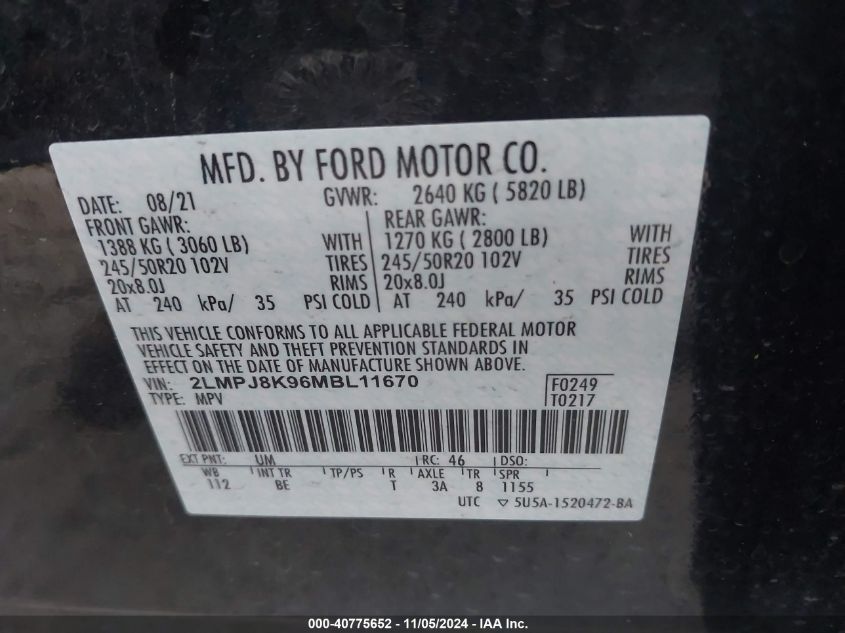 MFD. BY FORD MOTOR CO.
DATE: 08/21 GVWR: 2640 KG ( 5820 LB)
FRONT GAWR: REAR GAWR:
1388 KG ( 3060 LB) WITH 1270 KG ( 2800 LB) WITH
245/50R20 102V TIRES 245/50R20 102V TIRES
20x8.0J RIMS 20x8.0J RIMS
AT 240 kPa/ 35 PSI COLD AT 240 kPa/ 35 PSI COLD
THIS VEHICLE CONFORMS TO ALL APPLICABLE FEDERAL MOTOR
VEHICLE SAFETY AND THEFT PREVENTION STANDARDS IN
EFFECT ON THE DATE OF MANUFACTURE SHOWN ABOVE.
VIN: 2LMPJ8K96MBL11670 F0249
TYPE: MPV T0217
EXT PNT: UM RC: 46 DSO:
WB INT TR TP/PS R AXLE TR SPR
112 BE T 3A 8 1155
UTC ▽ 5U5A-1520472-BA
000-40775652 - 11/05/2024 - IAA Inc.